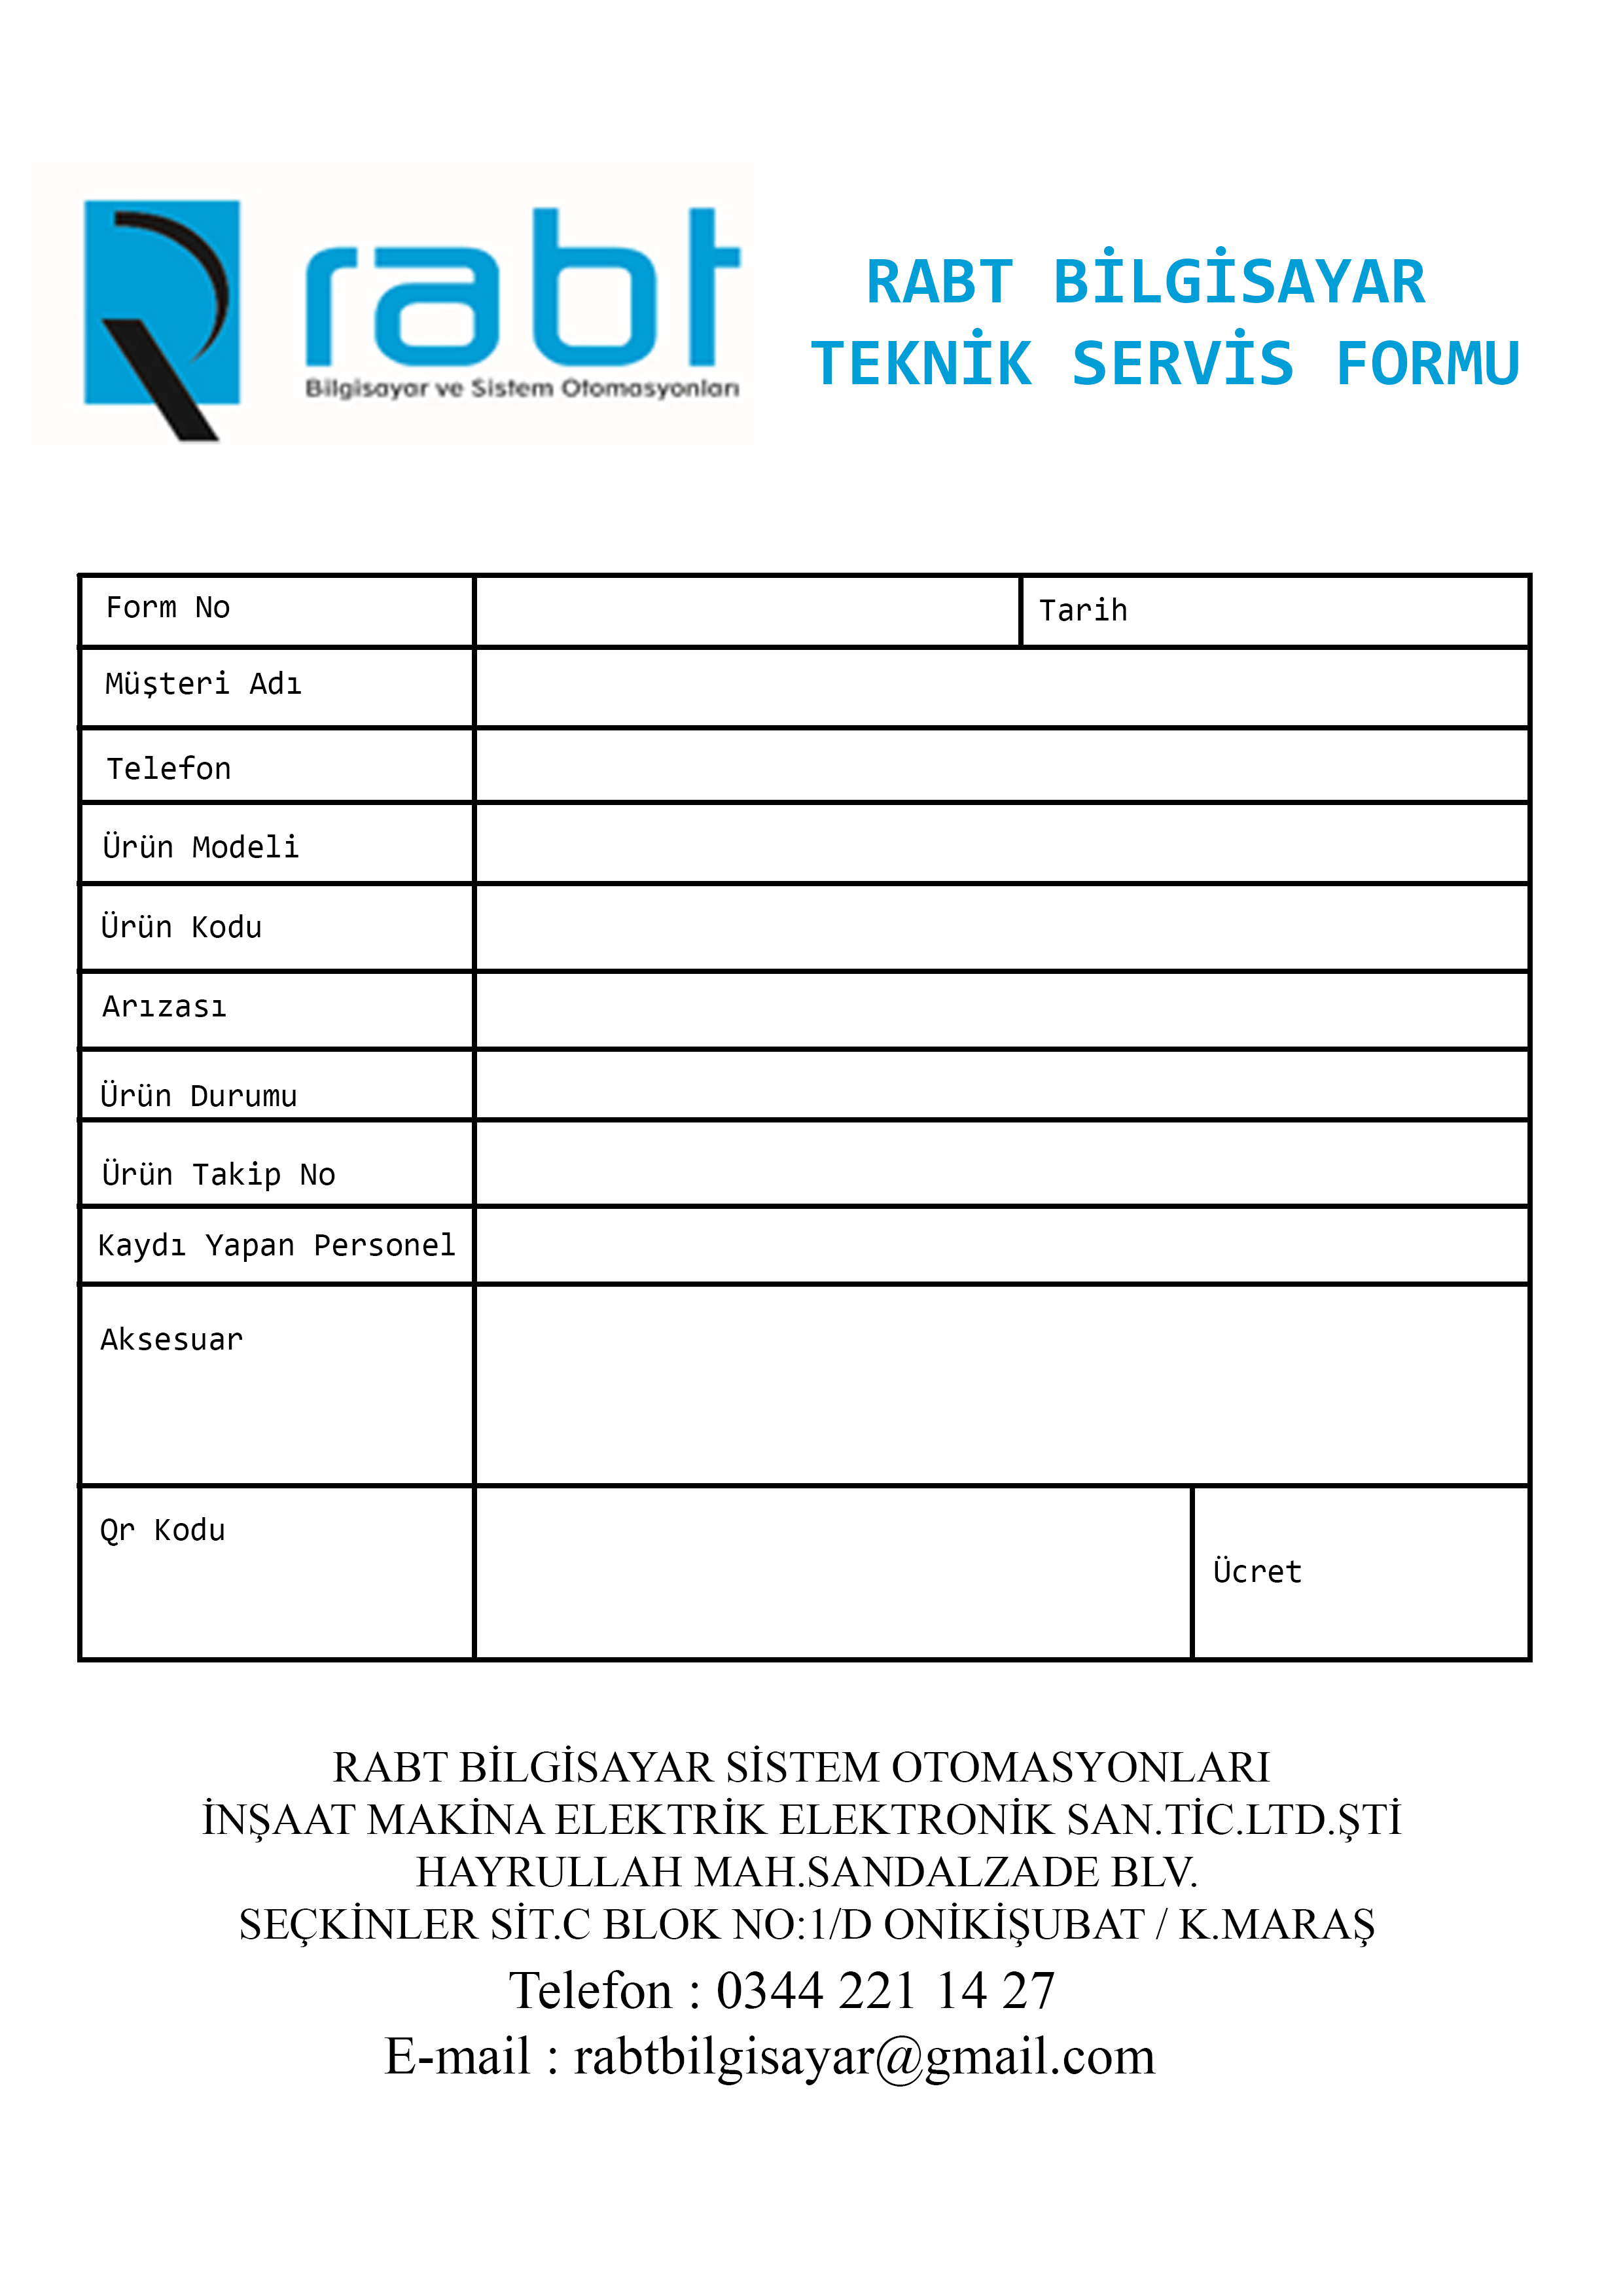 rabt
Bilgisayar ve Sistem Otomasyonları
RABT BİLGİSAYAR
TEKNİK SERVİS FORMU
Form No
Tarih
Müşteri Adı
Telefon
Ürün Modeli
Ürün Kodu
Arızası
Ürün Durumu
Ürün Takip No
Kaydı Yapan Personel
Aksesuar
Qr Kodu
Ücret
RABT BİLGİSAYAR SİSTEM OTOMASYONLARI
İNŞAAT MAKİNA ELEKTRİK ELEKTRONİK SAN.TİC.LTD.ŞTİ
HAYRULLAH MAH.SANDALZADE BLV.
SEÇKİNLER SİT.C BLOK NO:1/D ONİKİŞUBAT / K.MARAŞ
Telefon : 0344 221 14 27
E-mail : rabtbilgisayar@gmail.com